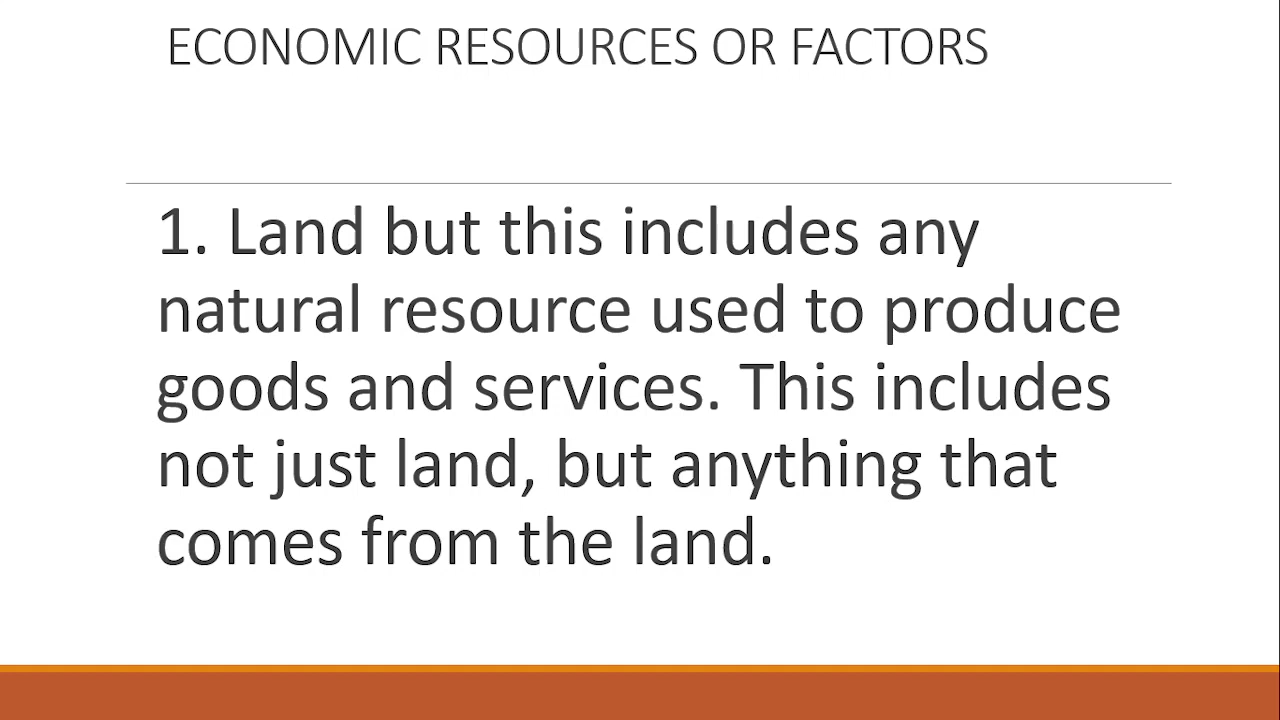 ECONOMIC RESOURCES OR FACTORS
1. Land but this includes any
natural resource used to produce
goods and services. This includes
not just land, but anything that
comes from the land.